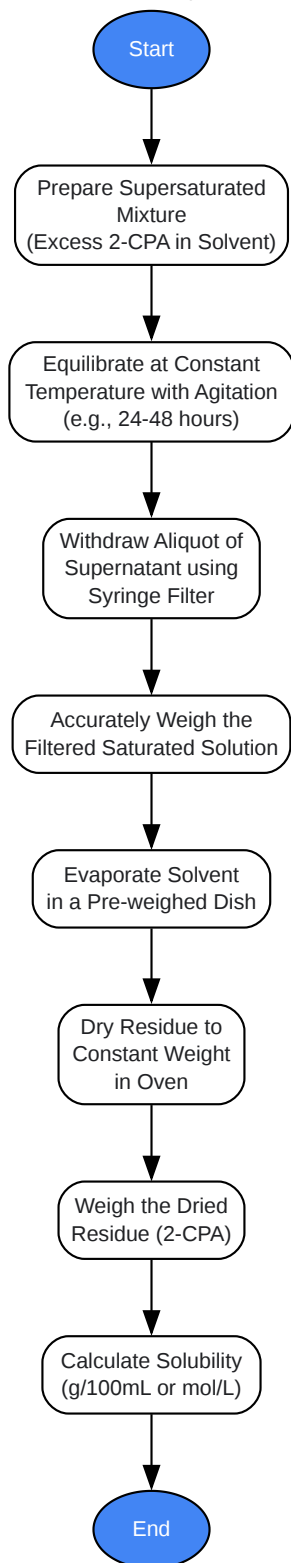 Start
Prepare Supersaturated
Mixture
(Excess 2-CPA in Solvent)
Equilibrate at Constant
Temperature with Agitation
(e.g., 24-48 hours)
Withdraw Aliquot of
Supernatant using
Syringe Filter
Accurately Weigh the
Filtered Saturated Solution
Evaporate Solvent
in a Pre-weighed Dish
Dry Residue to
Constant Weight
in Oven
Weigh the Dried
Residue (2-CPA)
Calculate Solubility
(g/100mL or mol/L)
End